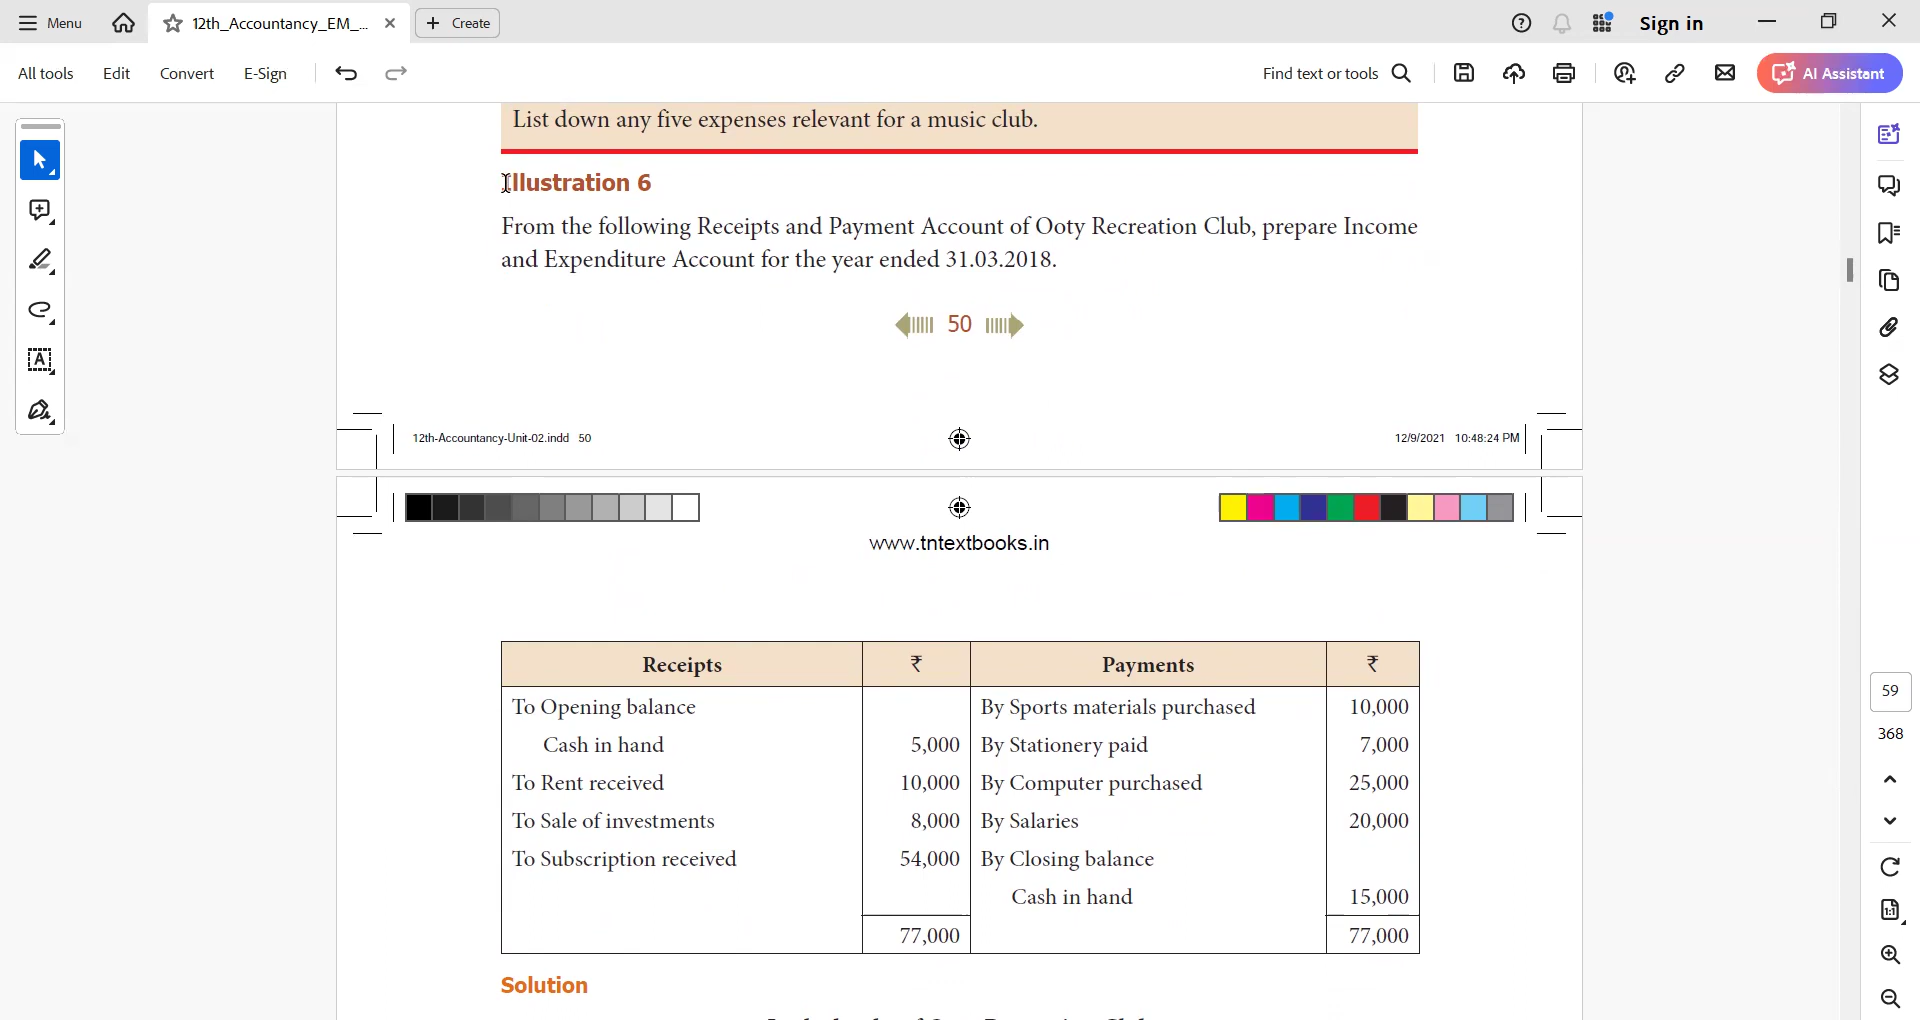 Menu
12th_Accountancy_EM_...
Create
Sign in
All tools
Edit
Convert
E-Sign
Find text or tools
AI Assistant
List down any five expenses relevant for a music club.
Illustration 6
From the following Receipts and Payment Account of Ooty Recreation Club, prepare Income
and Expenditure Account for the year ended 31.03.2018.
50
12th-Accountancy-Unit-02.indd 50
12/9/2021 10:48:24 PM
www.tntextbooks.in
Receipts ₹ Payments ₹
To Opening balance By Sports materials purchased 10,000
Cash in hand 5,000 By Stationery paid 7,000
To Rent received 10,000 By Computer purchased 25,000
To Sale of investments 8,000 By Salaries 20,000
To Subscription received 54,000 By Closing balance
Cash in hand 15,000
77,000 77,000
Solution
59
368